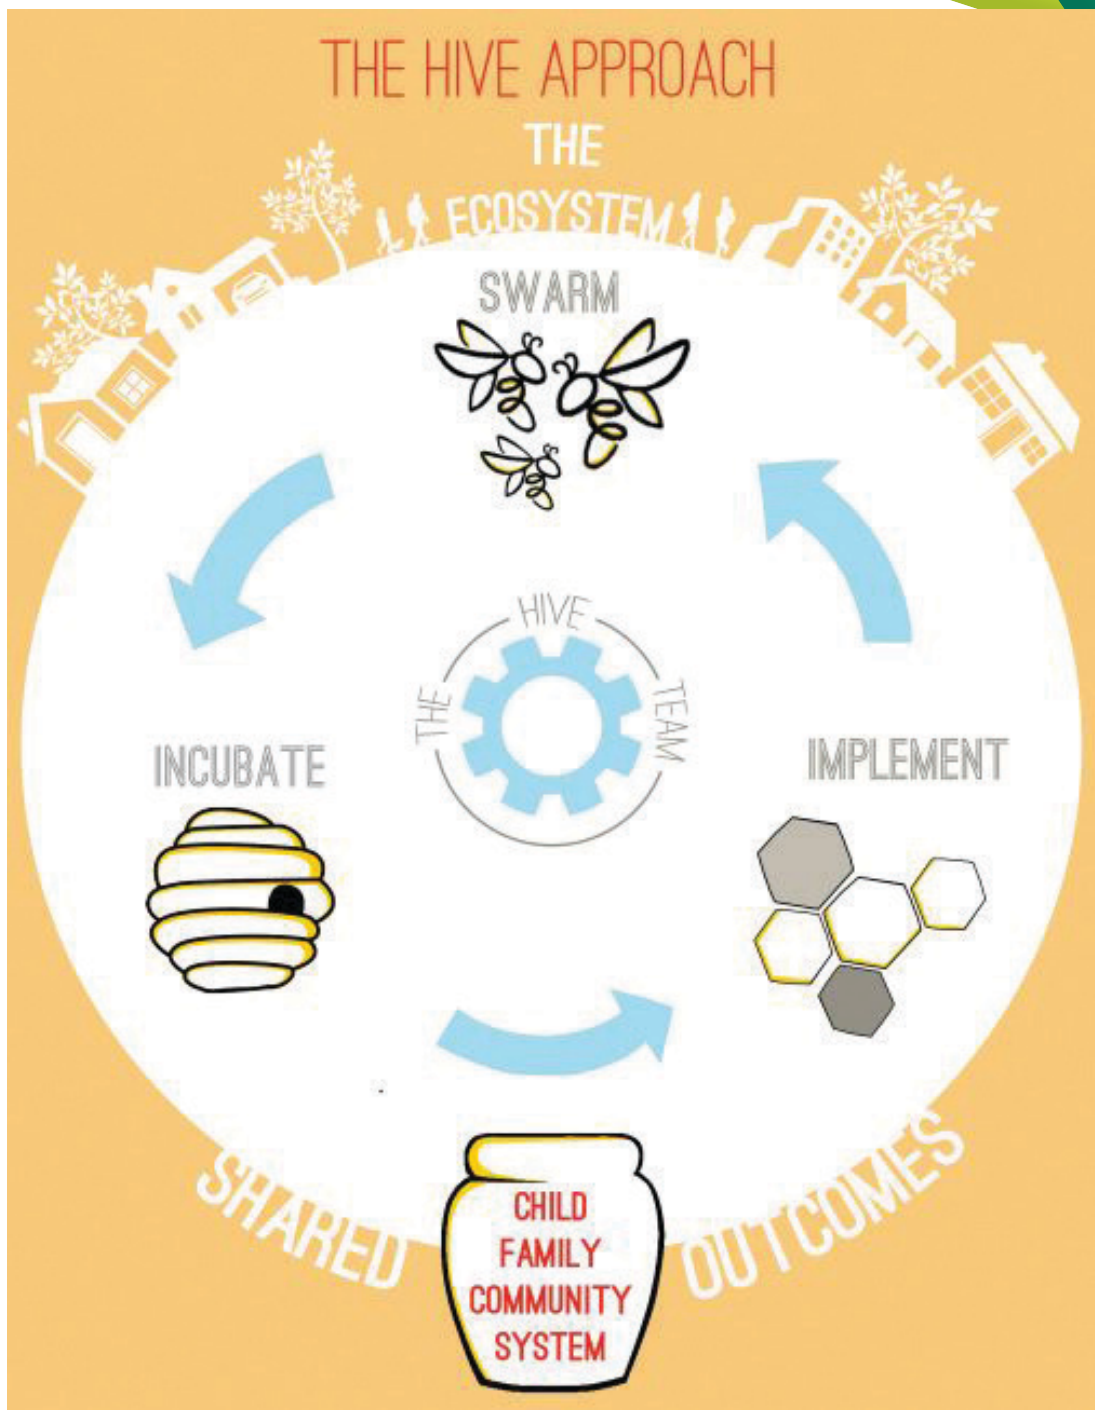 THE HIVE APPROACH
THE
ECOSYSTEM
SWARM
THE HIVE TEAM
INCUBATE
IMPLEMENT
SHARED
OUTCOMES
CHILD
FAMILY
COMMUNITY
SYSTEM